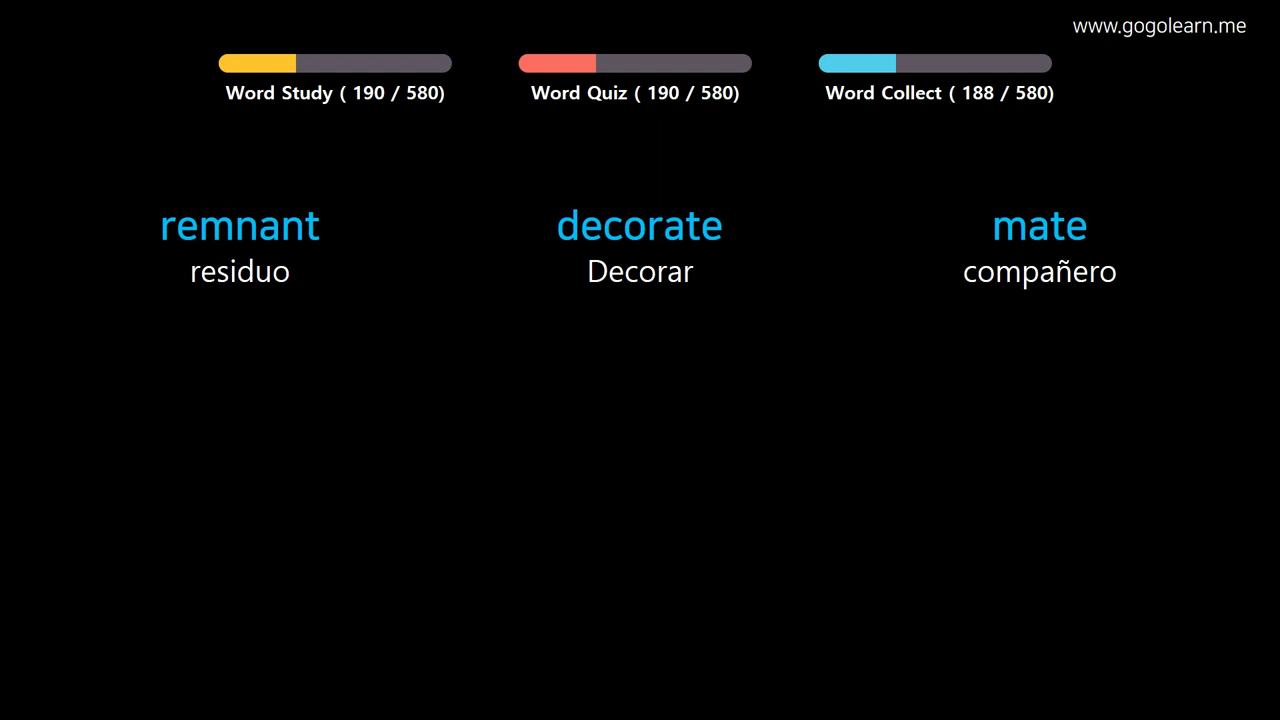 www.gogolearn.me
Word Study ( 190 / 580)
Word Quiz ( 190 / 580)
Word Collect ( 188 / 580)
remnant
residuo
decorate
Decorar
mate
compañero